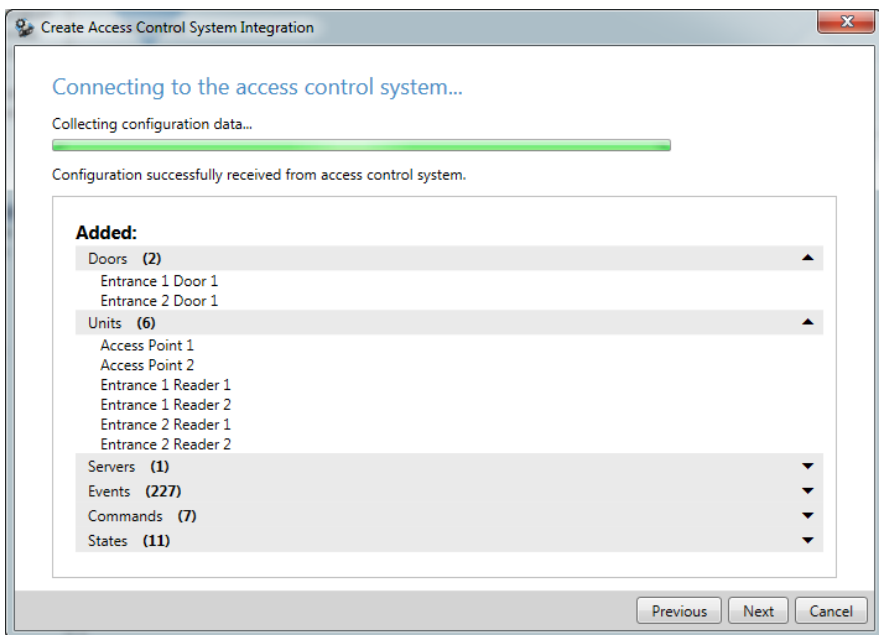 Create Access Control System Integration
Connecting to the access control system...
Collecting configuration data...
Configuration successfully received from access control system.
Added:
Doors (2)
Entrance 1 Door 1
Entrance 2 Door 1
Units (6)
Access Point 1
Access Point 2
Entrance 1 Reader 1
Entrance 1 Reader 2
Entrance 2 Reader 1
Entrance 2 Reader 2
Servers (1)
Events (227)
Commands (7)
States (11)
Previous Next Cancel